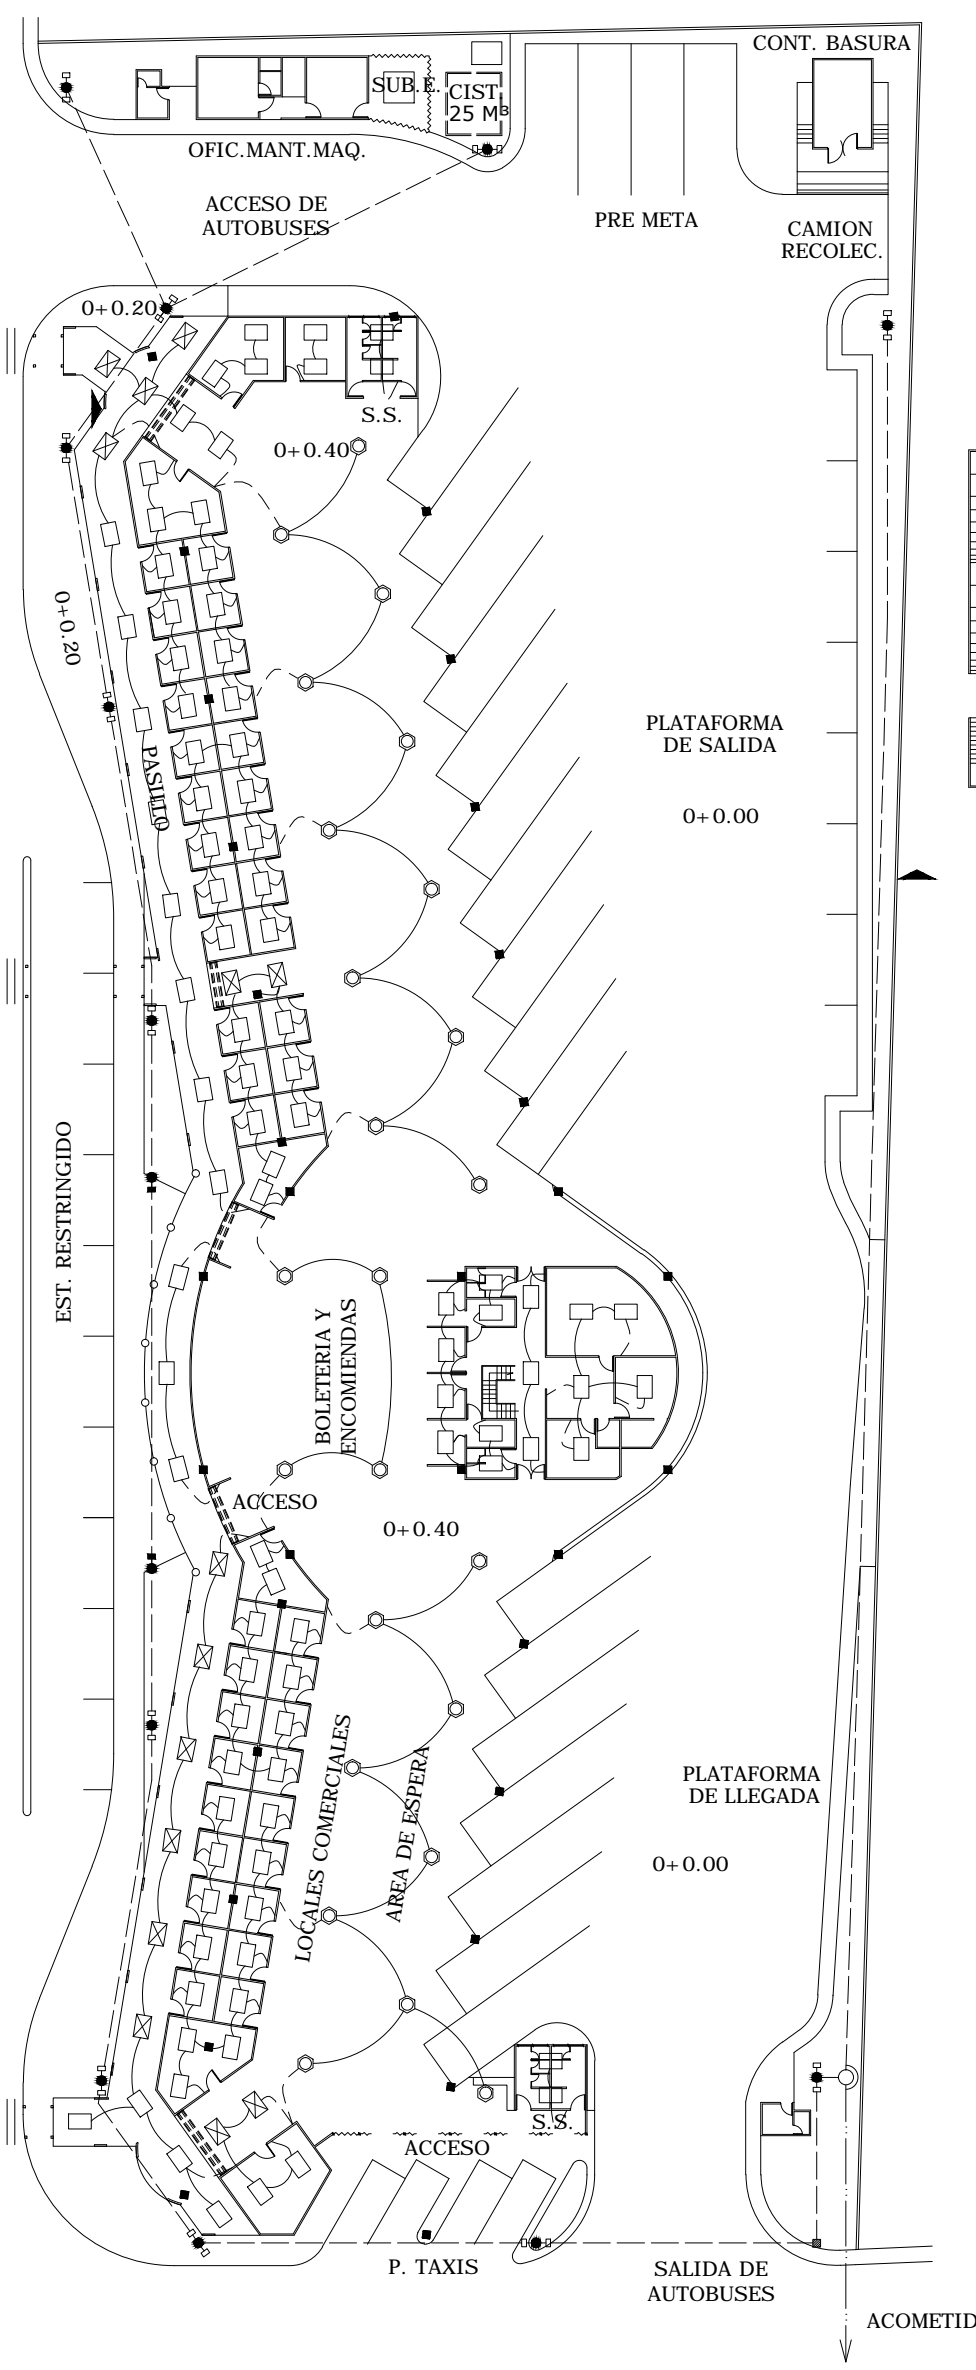 CONT. BASURA
SUB.E.
CIST.
25 M³
OFIC.MANT.MAQ.
ACCESO DE
AUTOBUSES
PRE META
CAMION
RECOLEC.
0+0.20
S.S.
0+0.40
0+0.20
PLATAFORMA
DE SALIDA
PASILLO
0+0.00
EST. RESTRINGIDO
BOLETERIA Y
ENCOMIENDAS
ACCESO
0+0.40
LOCALES COMERCIALES
AREA DE ESPERA
PLATAFORMA
DE LLEGADA
0+0.00
S.S.
ACCESO
P. TAXIS
SALIDA DE
AUTOBUSES
ACOMETID